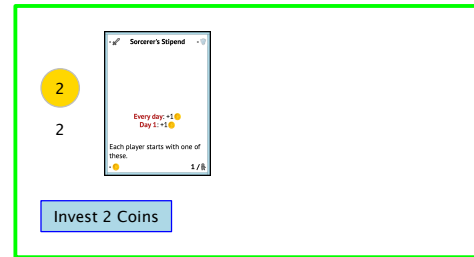 - Sorcerer's Stipend -
2
2
Every day: +1
Day 1: +1
Each player starts with one of
these.
- 1 /
Invest 2 Coins